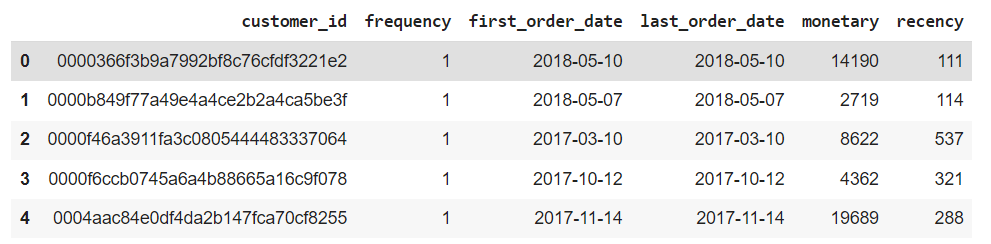 customer_id frequency first_order_date last_order_date monetary recency
0 0000366f3b9a7992bf8c76cfdf3221e2 1 2018-05-10 2018-05-10 14190 111
1 0000b849f77a49e4a4ce2b2a4ca5be3f 1 2018-05-07 2018-05-07 2719 114
2 0000f46a3911fa3c0805444483337064 1 2017-03-10 2017-03-10 8622 537
3 0000f6ccb0745a6a4b88665a16c9f078 1 2017-10-12 2017-10-12 4362 321
4 0004aac84e0df4da2b147fca70cf8255 1 2017-11-14 2017-11-14 19689 288